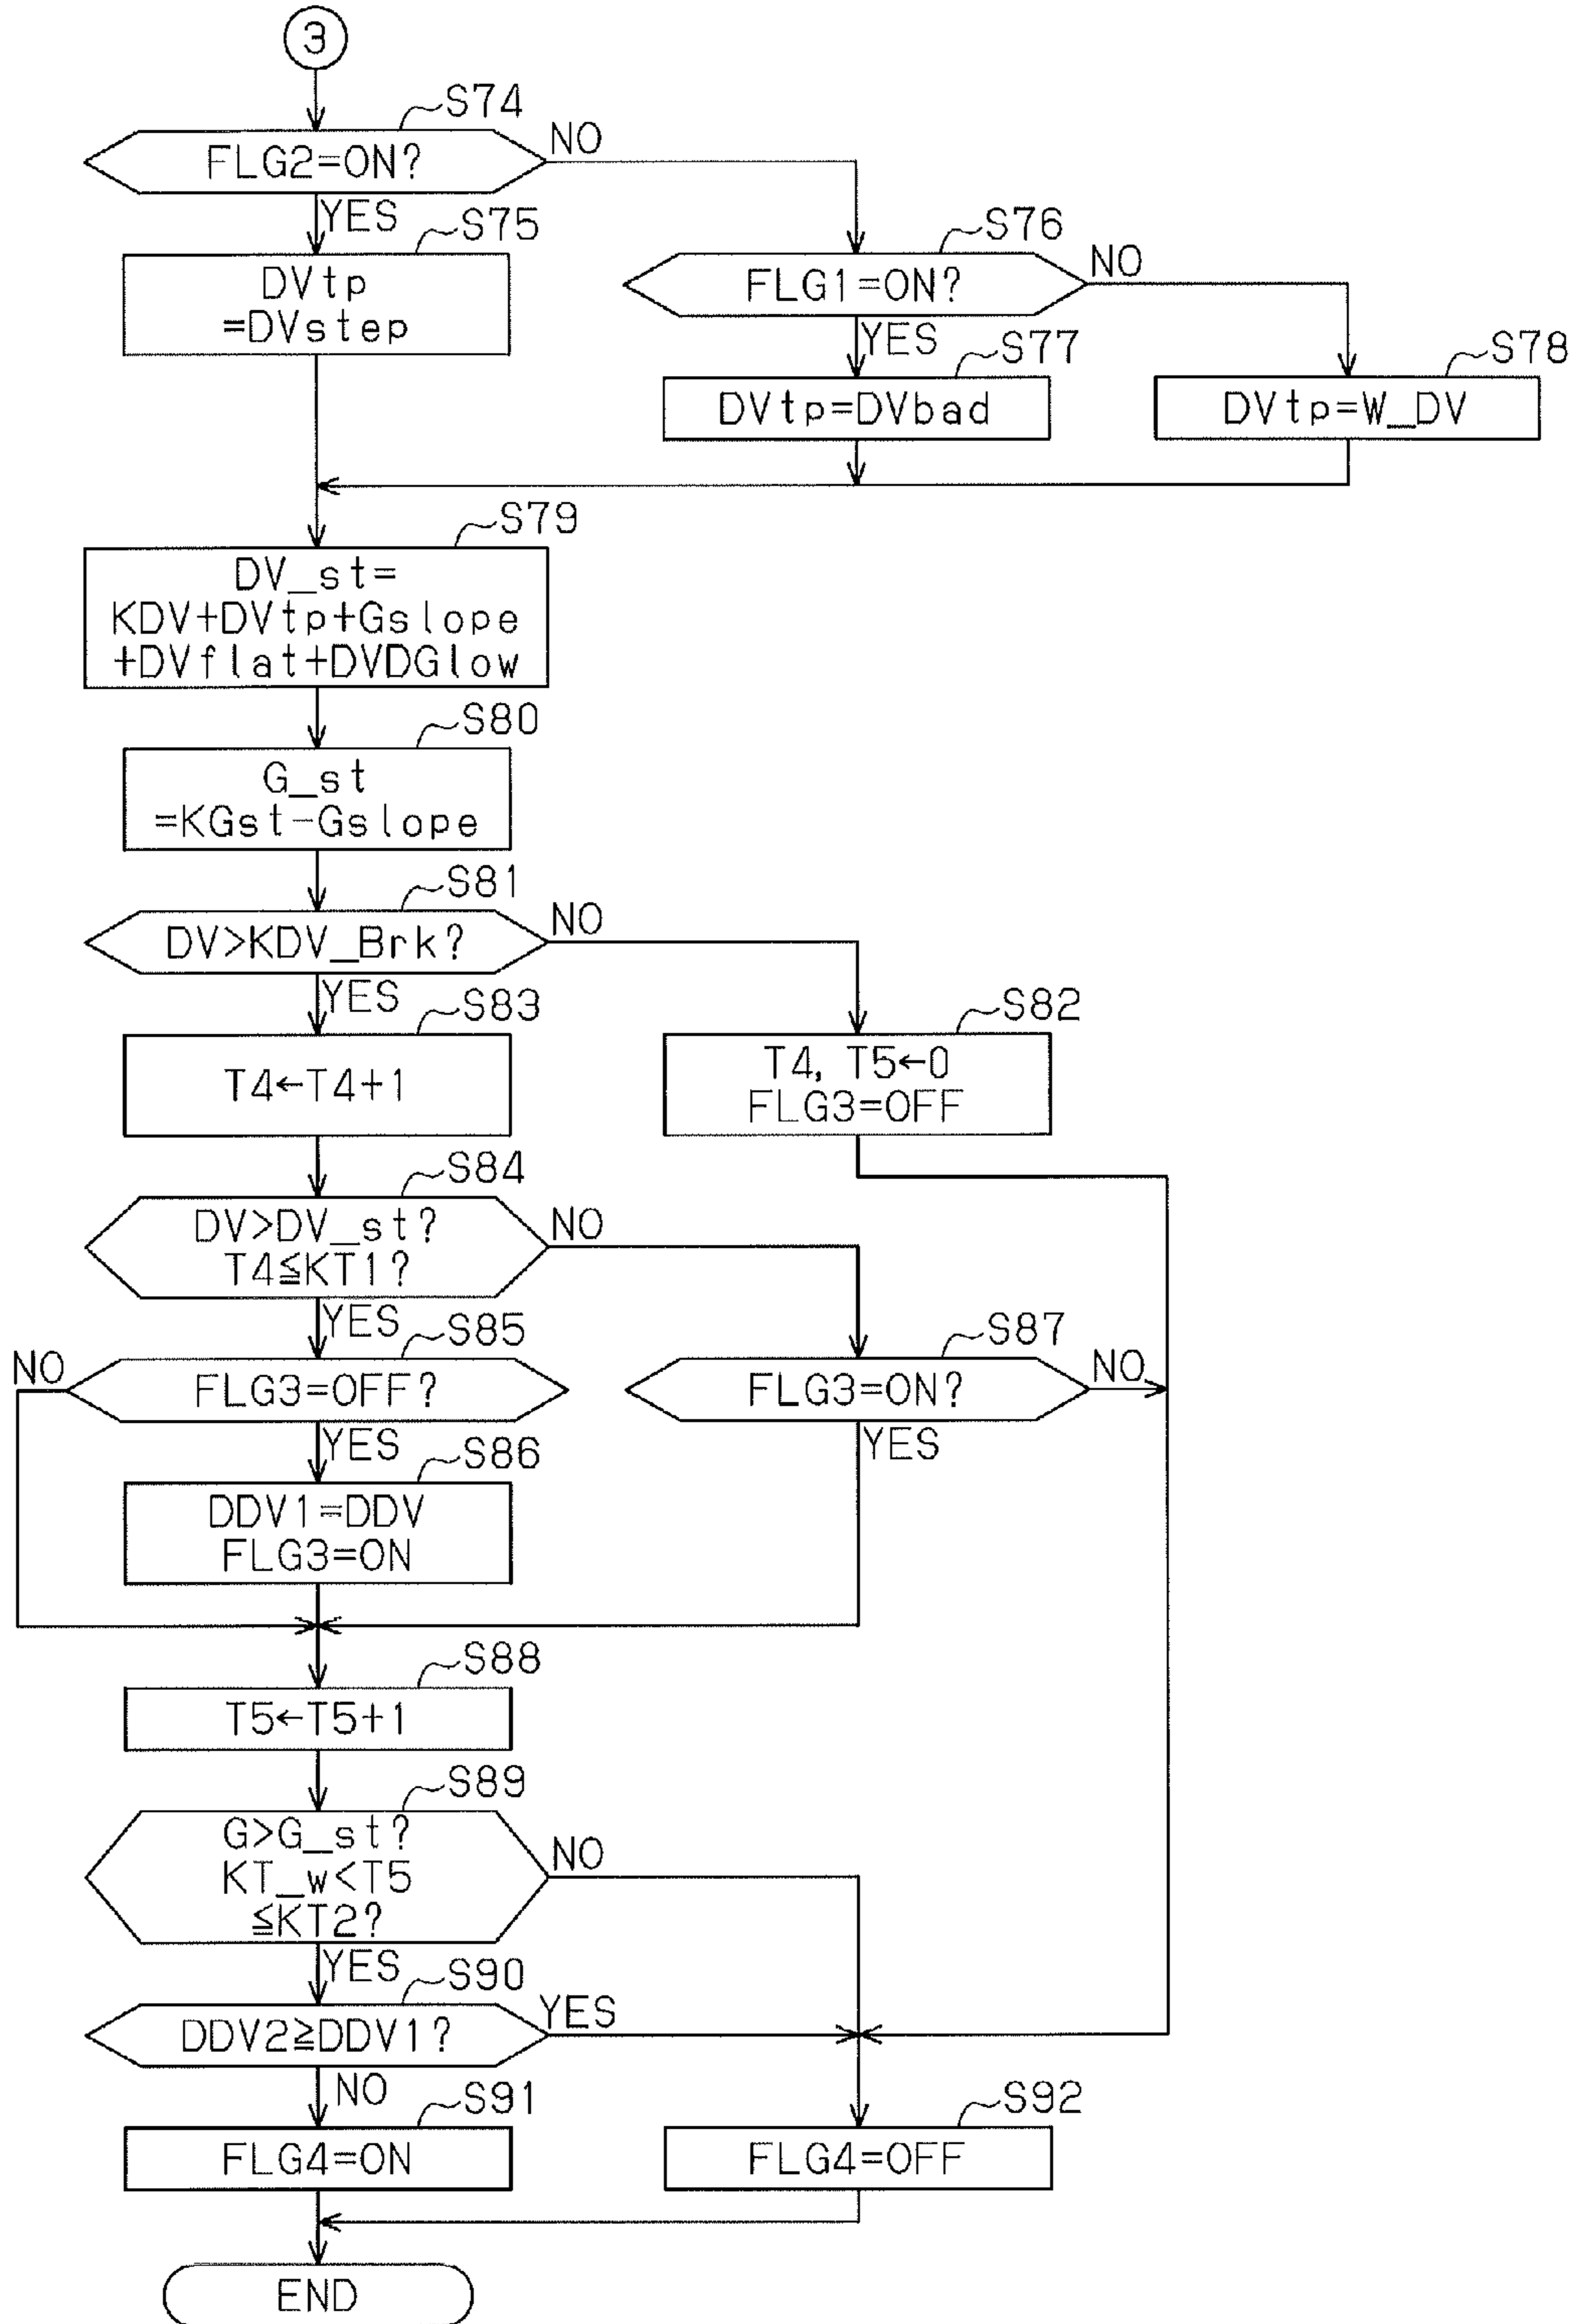 3
S74
FLG2=ON?
NO
YES
S75
DVtp
=DVstep
S76
FLG1=ON?
NO
YES
S77
DVtp=DVbad
S78
DVtp=W_DV
S79
DV_st=
KDV+DVtp+Gslope
+DVflat+DVDGlow
S80
G_st
=KGst-Gslope
S81
DV>KDV_Brk?
NO
YES
S83
T4←T4+1
S82
T4, T5←0
FLG3=OFF
S84
DV>DV_st?
T4≦KT1?
NO
YES
S85
NO
FLG3=OFF?
YES
S87
FLG3=ON?
NO
YES
S86
DDV1=DDV
FLG3=ON
S88
T5←T5+1
S89
G>G_st?
KT_w<T5
≦KT2?
NO
YES
S90
DDV2≧DDV1?
YES
NO
S91
FLG4=ON
S92
FLG4=OFF
END